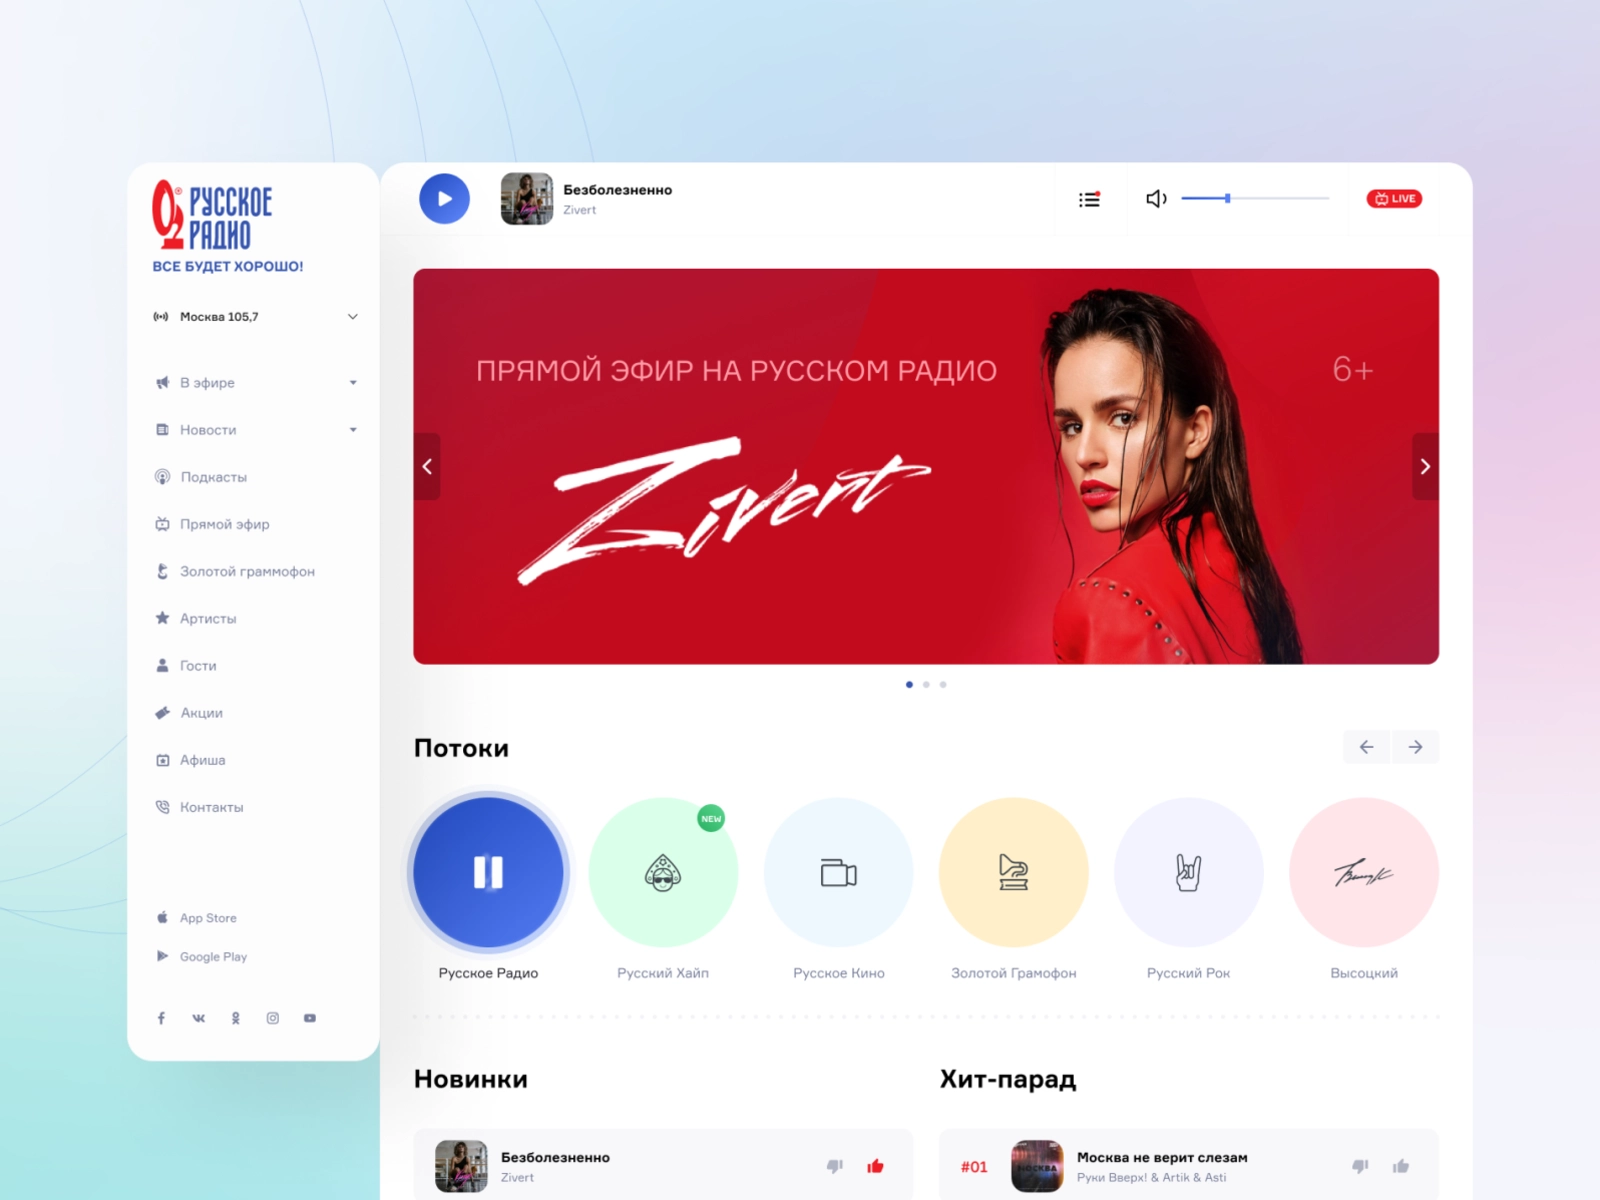 РУССКОЕ
РАДИО
ВСЕ БУДЕТ ХОРОШО!
Москва 105,7
В эфире
Новости
Подкасты
Прямой эфир
Золотой граммофон
Артисты
Гости
Акции
Афиша
Контакты
App Store
Google Play
Безболезненно
Zivert
LIVE
ПРЯМОЙ ЭФИР НА РУССКОМ РАДИО
6+
Zivert
Потоки
NEW
Русское Радио
Русский Хайп
Русское Кино
Золотой Грамофон
Русский Рок
Высоцкий
Новинки
Безболезненно
Zivert
Хит-парад
#01
МОСКВА
Москва не верит слезам
Руки Вверх! & Artik & Asti